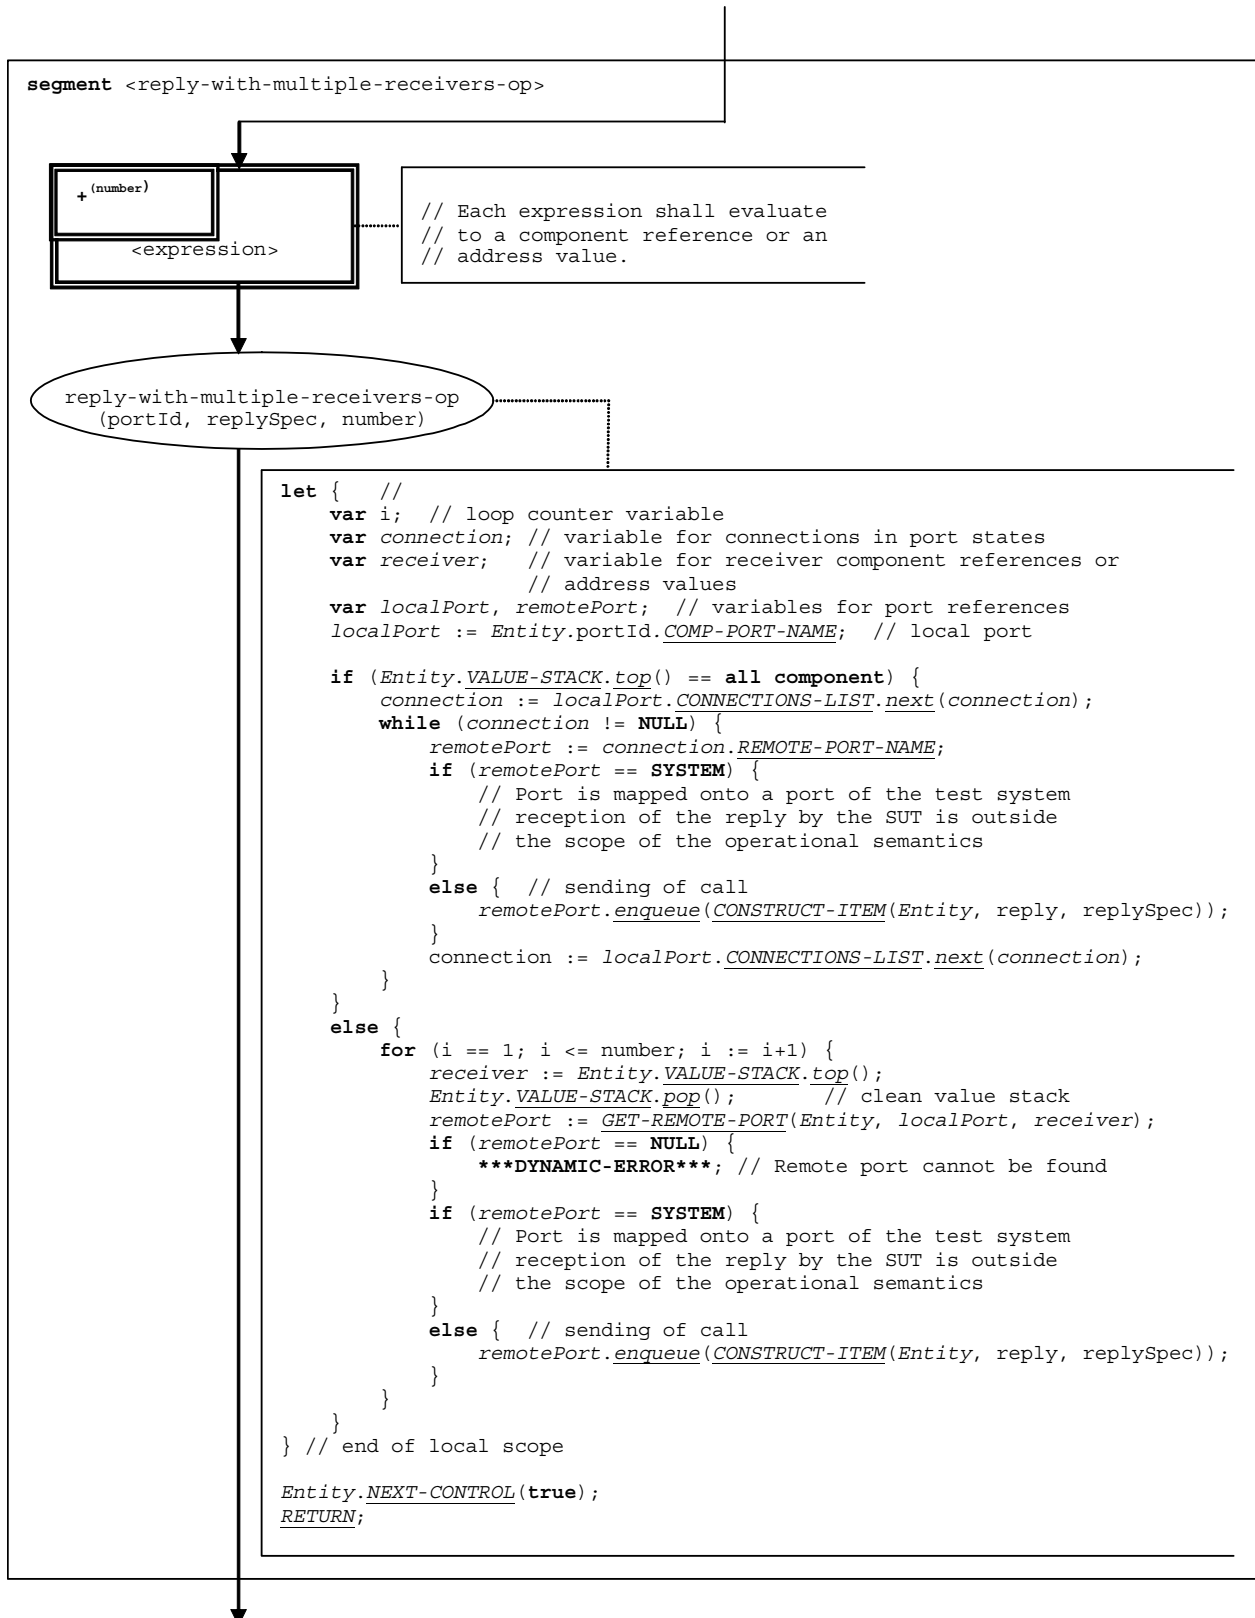 segment <reply-with-multiple-receivers-op>
+(number)
<expression>
// Each expression shall evaluate
// to a component reference or an
// address value.
reply-with-multiple-receivers-op
(portId, replySpec, number)
let {   //
    var i;  // loop counter variable
    var connection; // variable for connections in port states
    var receiver;   // variable for receiver component references or
                    // address values
    var localPort, remotePort;  // variables for port references
    localPort := Entity.portId.COMP-PORT-NAME;  // local port
    if (Entity.VALUE-STACK.top() == all component) {
        connection := localPort.CONNECTIONS-LIST.next(connection);
        while (connection != NULL) {
            remotePort := connection.REMOTE-PORT-NAME;
            if (remotePort == SYSTEM) {
                // Port is mapped onto a port of the test system
                // reception of the reply by the SUT is outside
                // the scope of the operational semantics
            }
            else {  // sending of call
                remotePort.enqueue(CONSTRUCT-ITEM(Entity, reply, replySpec));
            }
            connection := localPort.CONNECTIONS-LIST.next(connection);
        }
    }
    else {
        for (i == 1; i <= number; i := i+1) {
            receiver := Entity.VALUE-STACK.top();
            Entity.VALUE-STACK.pop();       // clean value stack
            remotePort := GET-REMOTE-PORT(Entity, localPort, receiver);
            if (remotePort == NULL) {
                ***DYNAMIC-ERROR***; // Remote port cannot be found
            }
            if (remotePort == SYSTEM) {
                // Port is mapped onto a port of the test system
                // reception of the reply by the SUT is outside
                // the scope of the operational semantics
            }
            else {  // sending of call
                remotePort.enqueue(CONSTRUCT-ITEM(Entity, reply, replySpec));
            }
        }
    }
} // end of local scope
Entity.NEXT-CONTROL(true);
RETURN;